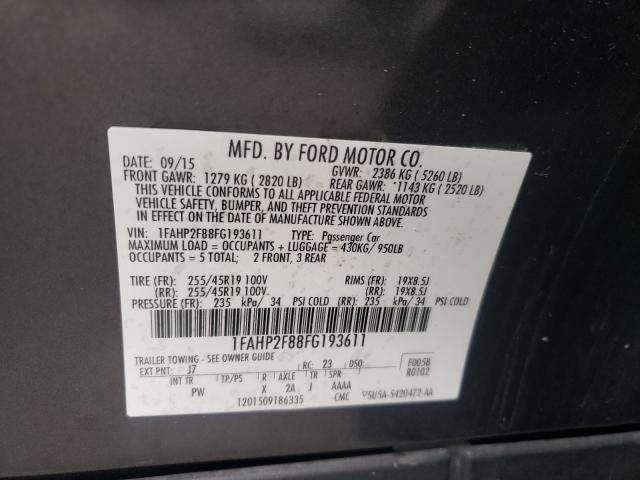 MFD. BY FORD MOTOR CO.
DATE: 09/15
GVWR: 2386 KG ( 5260 LB)
FRONT GAWR: 1279 KG ( 2820 LB)
REAR GAWR: 1143 KG ( 2520 LB)
THIS VEHICLE CONFORMS TO ALL APPLICABLE FEDERAL MOTOR
VEHICLE SAFETY, BUMPER, AND THEFT PREVENTION STANDARDS
IN EFFECT ON THE DATE OF MANUFACTURE SHOWN ABOVE.
VIN: 1FAHP2F88FG193611 TYPE: Passenger Car
MAXIMUM LOAD = OCCUPANTS + LUGGAGE = 430KG/ 950LB
OCCUPANTS = 5 TOTAL; 2 FRONT, 3 REAR
TIRE (FR): 255/45R19 100V RIMS (FR): 19X8.5J
(RR): 255/45R19 100V. (RR): 19X8.5J
PRESSURE (FR): 235 kPa/ 34 PSI COLD (RR): 235 kPa/ 34 PSI COLD
1FAHP2F88FG193611
TRAILER TOWING - SEE OWNER GUIDE
EXT PNT: J7 RC: 23 DSO: F0058
R0102
INT TR TP/PS R AXLE TR SPR
PW X 2A J AAAA
1201509186335 CMC 5U5A-5420472-AA